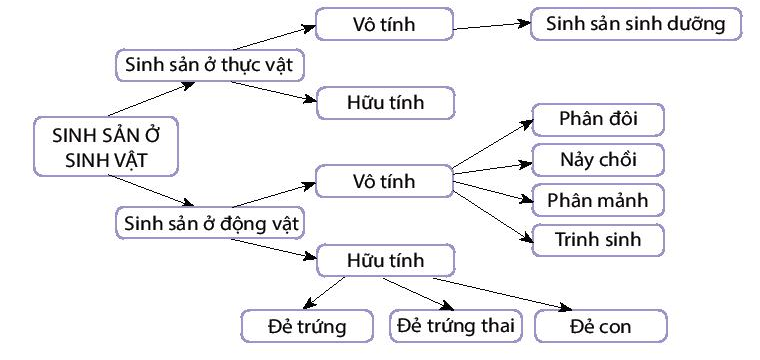 Vô tính
Sinh sản sinh dưỡng
Sinh sản ở thực vật
Hữu tính
SINH SẢN Ở
SINH VẬT
Phân đôi
Nảy chồi
Vô tính
Phân mảnh
Sinh sản ở động vật
Trinh sinh
Hữu tính
Đẻ trứng
Đẻ trứng thai
Đẻ con